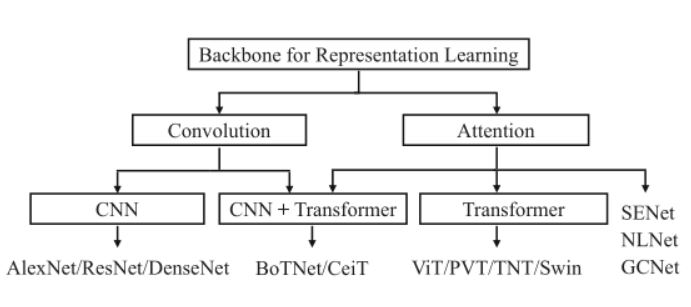 Backbone for Representation Learning
Convolution
Attention
CNN
CNN + Transformer
Transformer
SENet
NLNet
GCNet
AlexNet/ResNet/DenseNet
BoTNet/CeiT
ViT/PVT/TNT/Swin